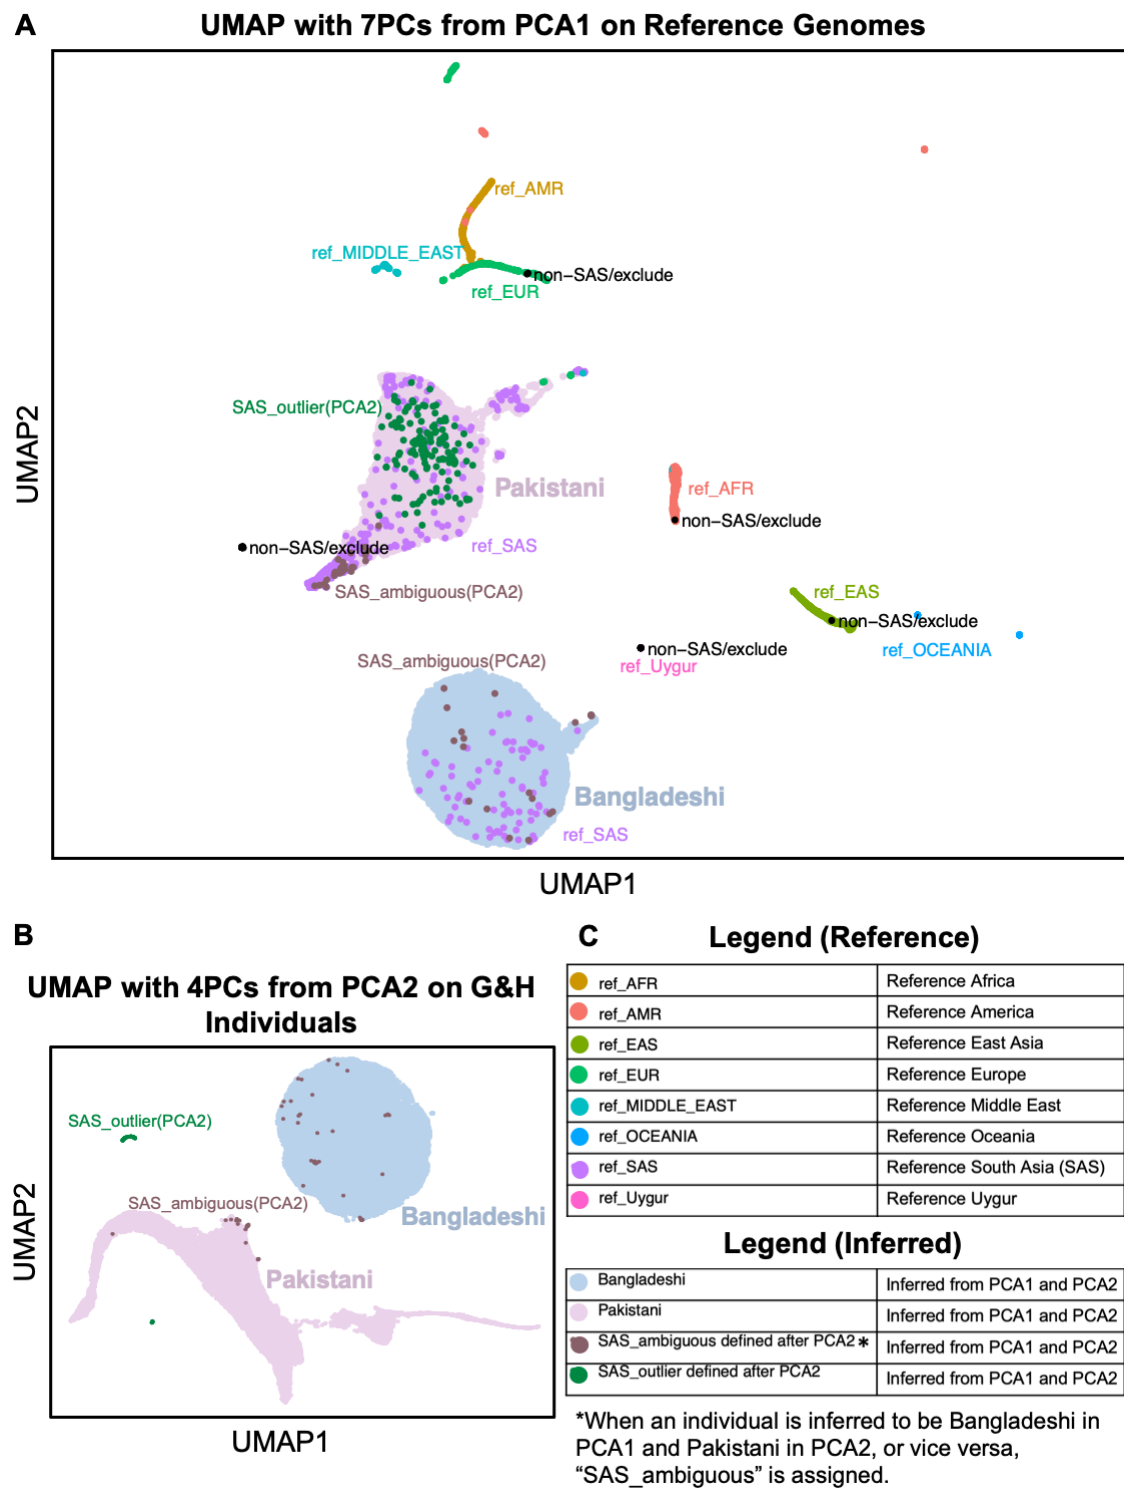 A
UMAP with 7PCs from PCA1 on Reference Genomes
ref_AMR
ref_MIDDLE_EAST
non-SAS/exclude
ref_EUR
SAS_outlier(PCA2)
Pakistani
ref_AFR
non-SAS/exclude
ref_SAS
non-SAS/exclude
SAS_ambiguous(PCA2)
ref_EAS
non-SAS/exclude
ref_OCEANIA
non-SAS/exclude
ref_Uygur
SAS_ambiguous(PCA2)
Bangladeshi
ref_SAS
UMAP2
UMAP1
B
UMAP with 4PCs from PCA2 on G&H
Individuals
SAS_outlier(PCA2)
SAS_ambiguous(PCA2)
Bangladeshi
Pakistani
UMAP2
UMAP1
C
Legend (Reference)
ref_AFR Reference Africa
ref_AMR Reference America
ref_EAS Reference East Asia
ref_EUR Reference Europe
ref_MIDDLE_EAST Reference Middle East
ref_OCEANIA Reference Oceania
ref_SAS Reference South Asia (SAS)
ref_Uygur Reference Uygur
Legend (Inferred)
Bangladeshi Inferred from PCA1 and PCA2
Pakistani Inferred from PCA1 and PCA2
SAS_ambiguous defined after PCA2* Inferred from PCA1 and PCA2
SAS_outlier defined after PCA2 Inferred from PCA1 and PCA2
*When an individual is inferred to be Bangladeshi in
PCA1 and Pakistani in PCA2, or vice versa,
“SAS_ambiguous” is assigned.